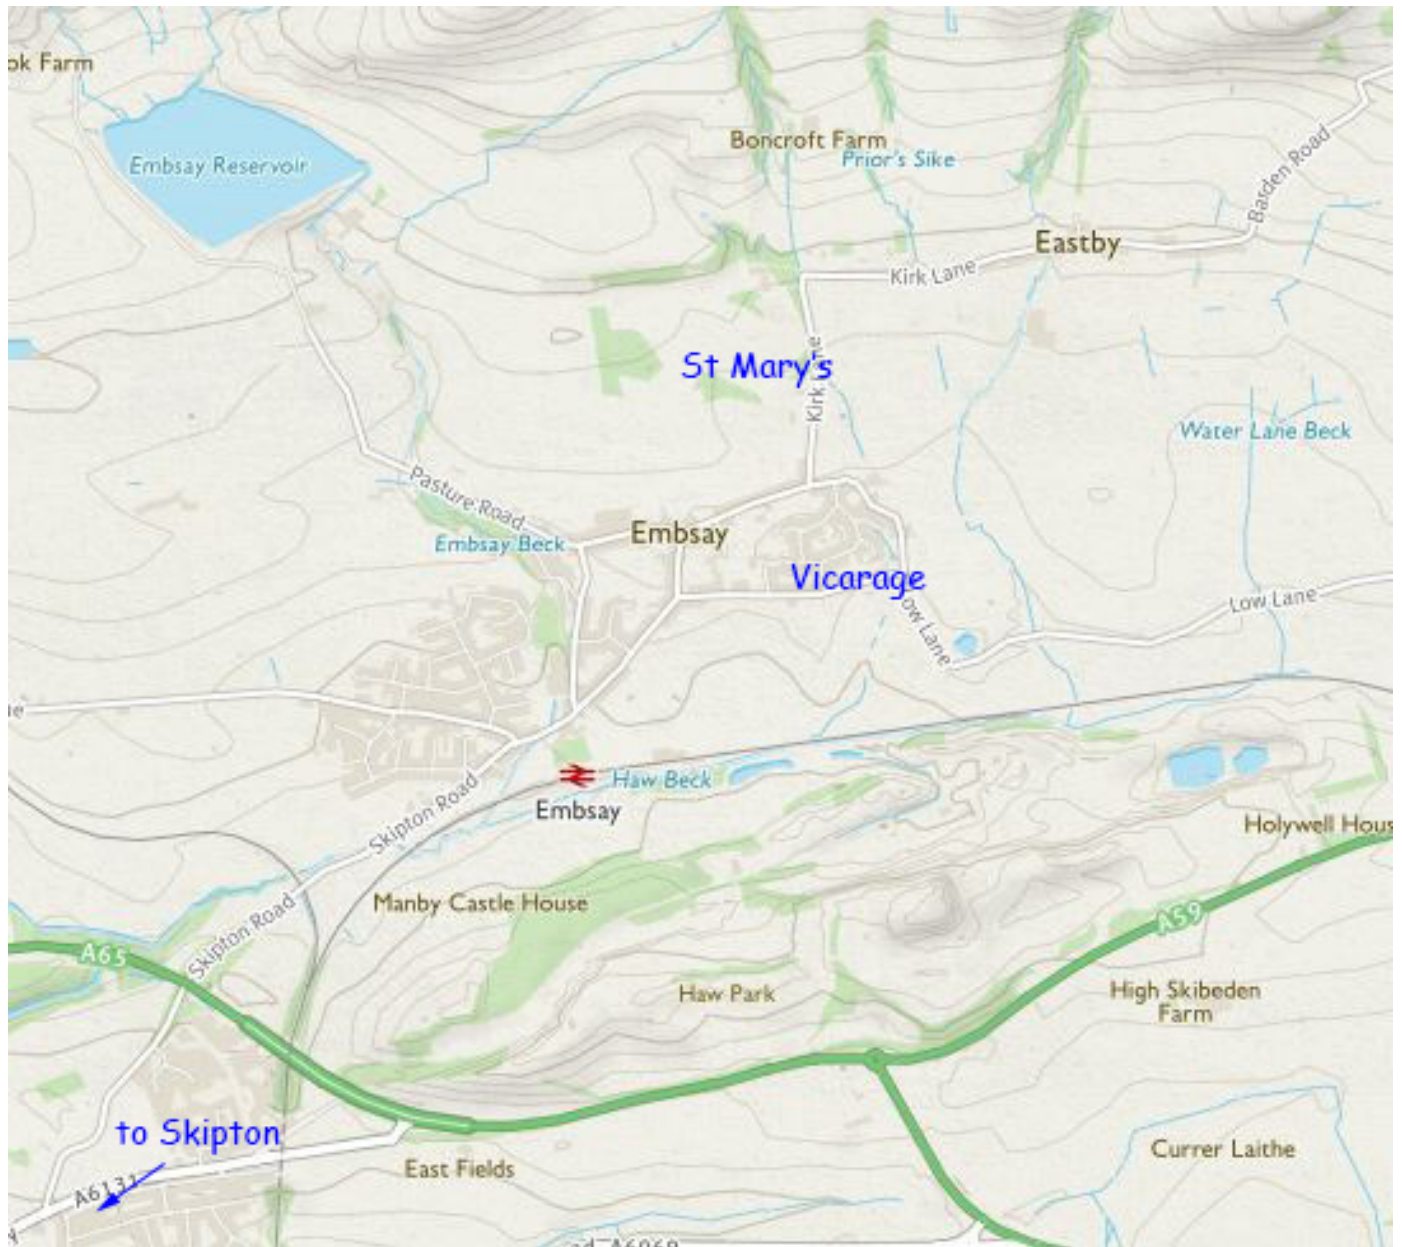 ok Farm
Boncroft Farm
Prior's Sike
Embsay Reservoir
Barden Road
Eastby
Kirk Lane
St Mary's
Kirk Lane
Water Lane Beck
Pasture Road
Embsay
Embsay Beck
Vicarage
Low Lane
Low Lane
Haw Beck
Embsay
Skipton Road
Holywell Hous
Manby Castle House
Skipton Road
A59
A65
Haw Park
High Skibeden
Farm
to Skipton
Currer Laithe
East Fields
A6131